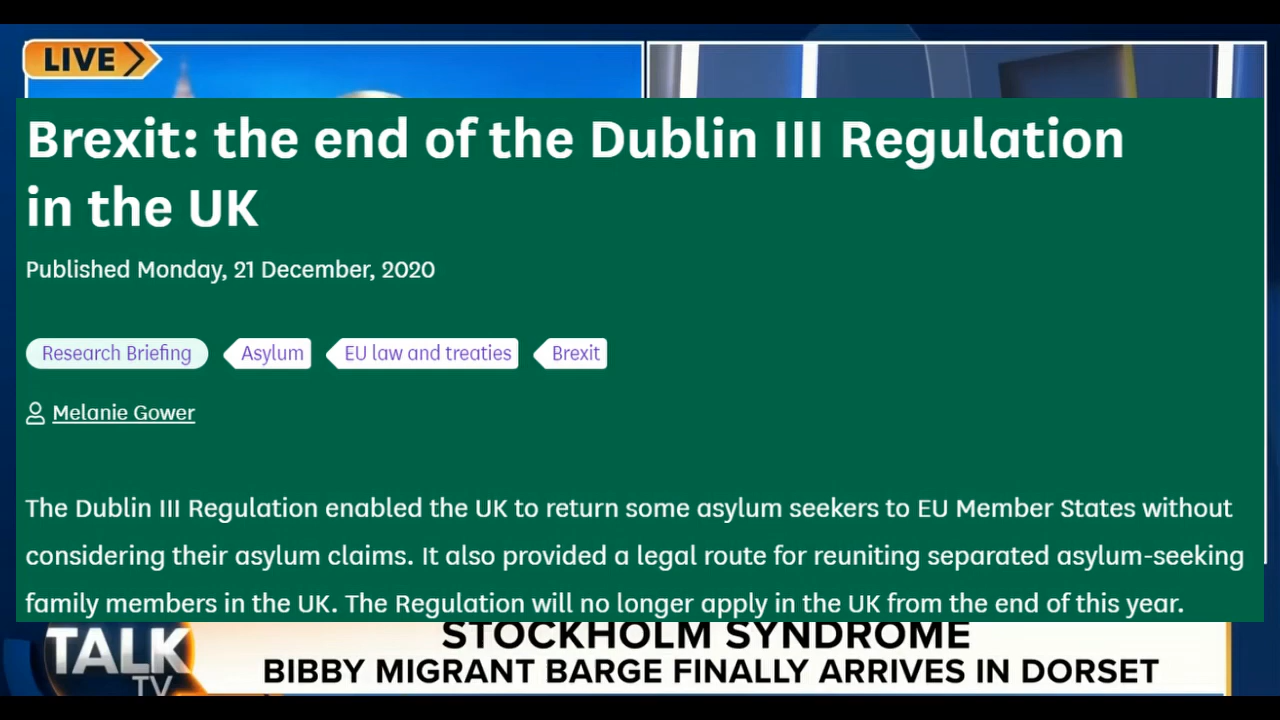 LIVE
Brexit: the end of the Dublin III Regulation
in the UK
Published Monday, 21 December, 2020
Research Briefing
Asylum
EU law and treaties
Brexit
Melanie Gower
The Dublin III Regulation enabled the UK to return some asylum seekers to EU Member States without
considering their asylum claims. It also provided a legal route for reuniting separated asylum-seeking
family members in the UK. The Regulation will no longer apply in the UK from the end of this year.
STOCKHOLM SYNDROME
TALK
TV
BIBBY MIGRANT BARGE FINALLY ARRIVES IN DORSET